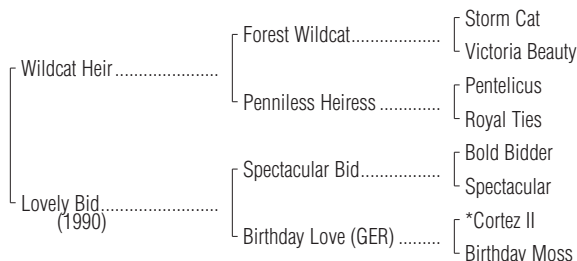 Storm Cat
Forest Wildcat...................
Victoria Beauty
Wildcat Heir.......................
Pentelicus
Penniless Heiress .............
Royal Ties
Bold Bidder
Spectacular Bid.................
Spectacular
Lovely Bid..........................
(1990)
*Cortez II
Birthday Love (GER) .........
Birthday Moss